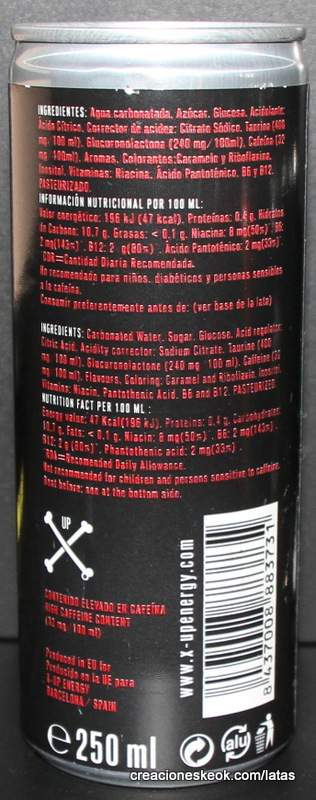 INGREDIENTES: Agua carbonatada, Azúcar, Glucosa, Acidulante:
Ácido Cítrico, Corrector de acidez: Citrato Sódico, Taurina (400
mg/ 100 ml), Glucuronolactona (240 mg/ 100ml), Cafeína (32
mg/ 100ml), Aromas, Colorantes:Caramelo y Riboflavina,
Inositol, Vitaminas: Niacina, Ácido Pantoténico, B6 y B12.
PASTEURIZADO.
INFORMACIÓN NUTRICIONAL POR 100 ML:
Valor energético: 196 kJ (47 kcal), Proteínas: 0,4 g, Hidratos
de Carbono: 10,7 g, Grasas: < 0,1 g, Niacina: 8 mg(50%)*, B6:
2 mg(143%)*, B12: 2 g(80%)*, Ácido Pantoténico: 2 mg(33%)*.
*CDR=Cantidad Diaria Recomendada.
No recomendado para niños, diabéticos y personas sensibles
a la cafeína.
Consumir preferentemente antes de: (ver base de la lata)
INGREDIENTS: Carbonated Water, Sugar, Glucose, Acid regulator:
Citric Acid, Acidity corrector: Sodium Citrate, Taurine (400
mg/ 100 ml), Glucuronolactone (240 mg/ 100 ml), Caffeine (32
mg/ 100 ml), Flavours, Coloring: Caramel and Riboflavin, Inositol,
Vitamins: Niacin, Pantothenic Acid, B6 and B12. PASTEURIZED
NUTRITION FACT PER 100 ML :
Energy value: 47 Kcal(196 kJ), Proteins: 0,4 g, Carbohydrates:
10,7 g, Fats: < 0,1 g, Niacin: 8 mg(50%)*, B6: 2 mg(143%)*,
B12: 2 g(80%)*, Phantothenic acid: 2 mg(33%)*.
*RDA=Recomended Daily Allowance.
Not recommended for children and persons sensitive to caffeine.
Best before: see at the bottom side.
UP
X
CONTENIDO ELEVADO EN CAFEÍNA
HIGH CAFFEINE CONTENT
(32 mg / 100 ml)
Produced in EU for
Producido en la UE para
X-UP ENERGY
BARCELONA / SPAIN
www.x-upenergy.com
8 437008 883731
e 250 ml
alu
creacioneskeok.com/latas